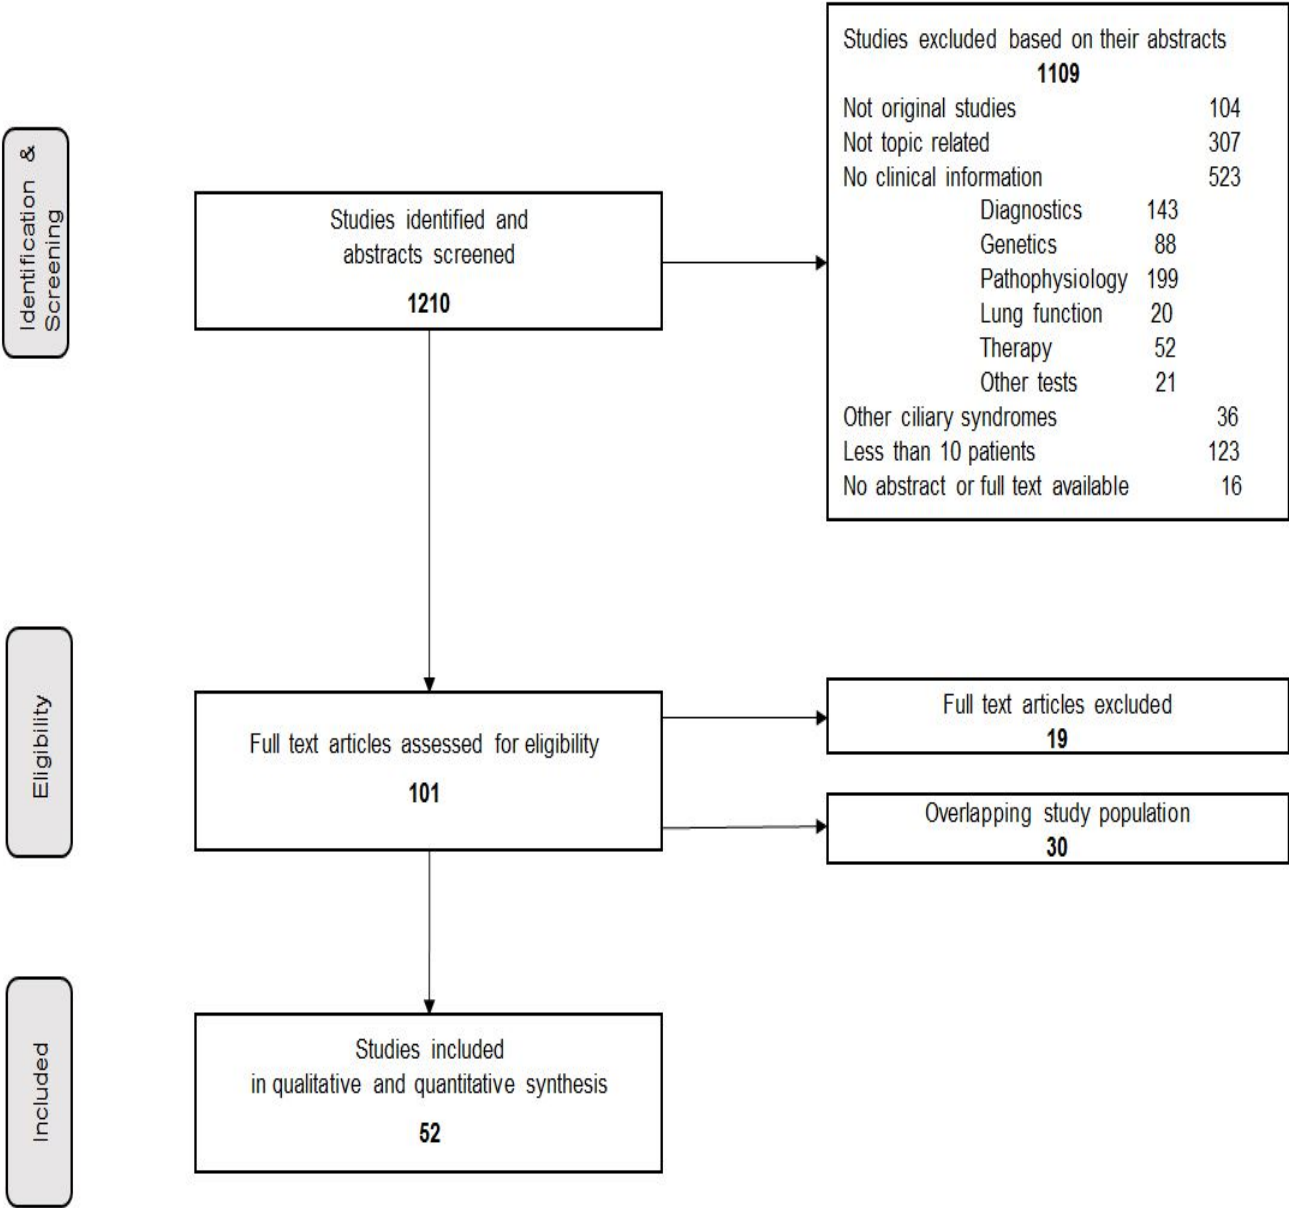 Identification &
Screening
Studies identified and
abstracts screened
1210
Studies excluded based on their abstracts
1109
Not original studies 104
Not topic related 307
No clinical information 523
Diagnostics 143
Genetics 88
Pathophysiology 199
Lung function 20
Therapy 52
Other tests 21
Other ciliary syndromes 36
Less than 10 patients 123
No abstract or full text available 16
Eligibility
Full text articles assessed for eligibility
101
Full text articles excluded
19
Overlapping study population
30
Included
Studies included
in qualitative and quantitative synthesis
52